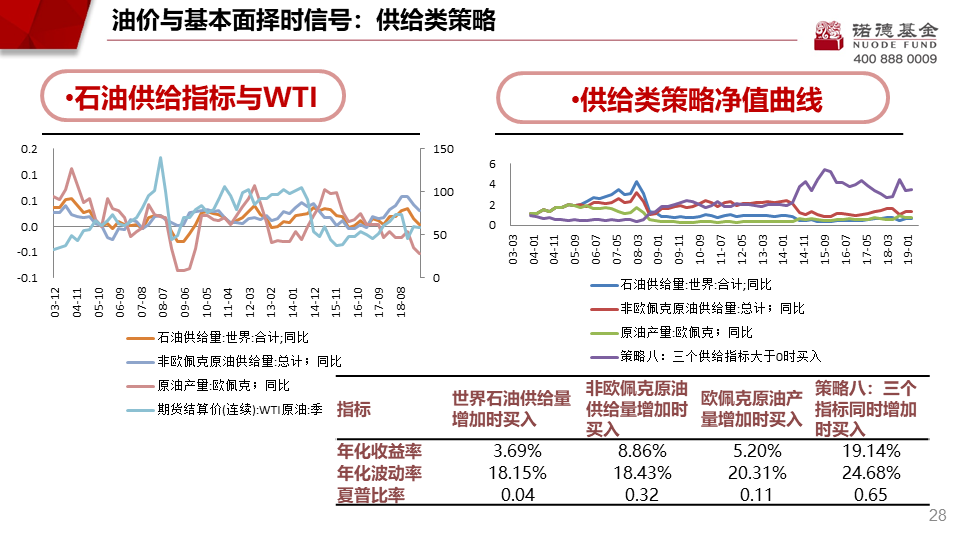 油价与基本面择时信号：供给类策略
诺德基金
NUODE FUND
400 888 0009
•石油供给指标与WTI
•供给类策略净值曲线
0.2
0.1
0.1
0.0
-0.1
-0.1
150
100
50
0
03-12
04-11
05-10
06-09
07-08
08-07
09-06
10-05
11-04
12-03
13-02
14-01
14-12
15-11
16-10
17-09
18-08
石油供给量:世界:合计;同比
非欧佩克原油供给量:总计；同比
原油产量:欧佩克；同比
期货结算价(连续):WTI原油:季
6
4
2
0
03-03
04-01
04-11
05-09
06-07
07-05
08-03
09-01
09-11
10-09
11-07
12-05
13-03
14-01
14-11
15-09
16-07
17-05
18-03
19-01
石油供给量:世界:合计;同比
非欧佩克原油供给量:总计；同比
原油产量:欧佩克；同比
策略八：三个供给指标大于0时买入
指标
世界石油供给量
增加时买入
非欧佩克原油
供给量增加时
买入
欧佩克原油产
量增加时买入
策略八：三个
指标同时增加
时买入
年化收益率 3.69% 8.86% 5.20% 19.14%
年化波动率 18.15% 18.43% 20.31% 24.68%
夏普比率 0.04 0.32 0.11 0.65
28